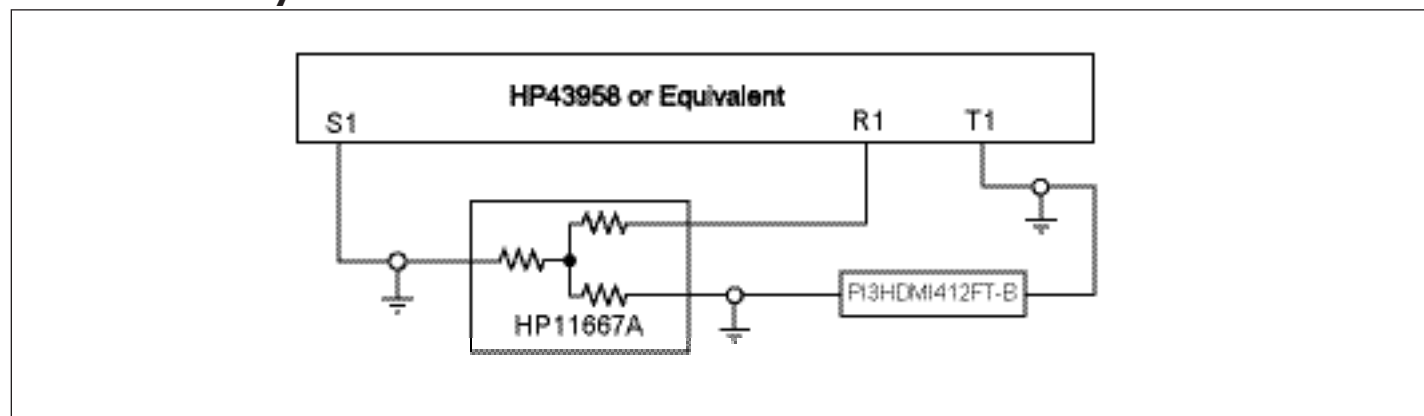 HP43958 or Equivalent
S1
R1
T1
PI3HDMI412FT-B
HP11667A